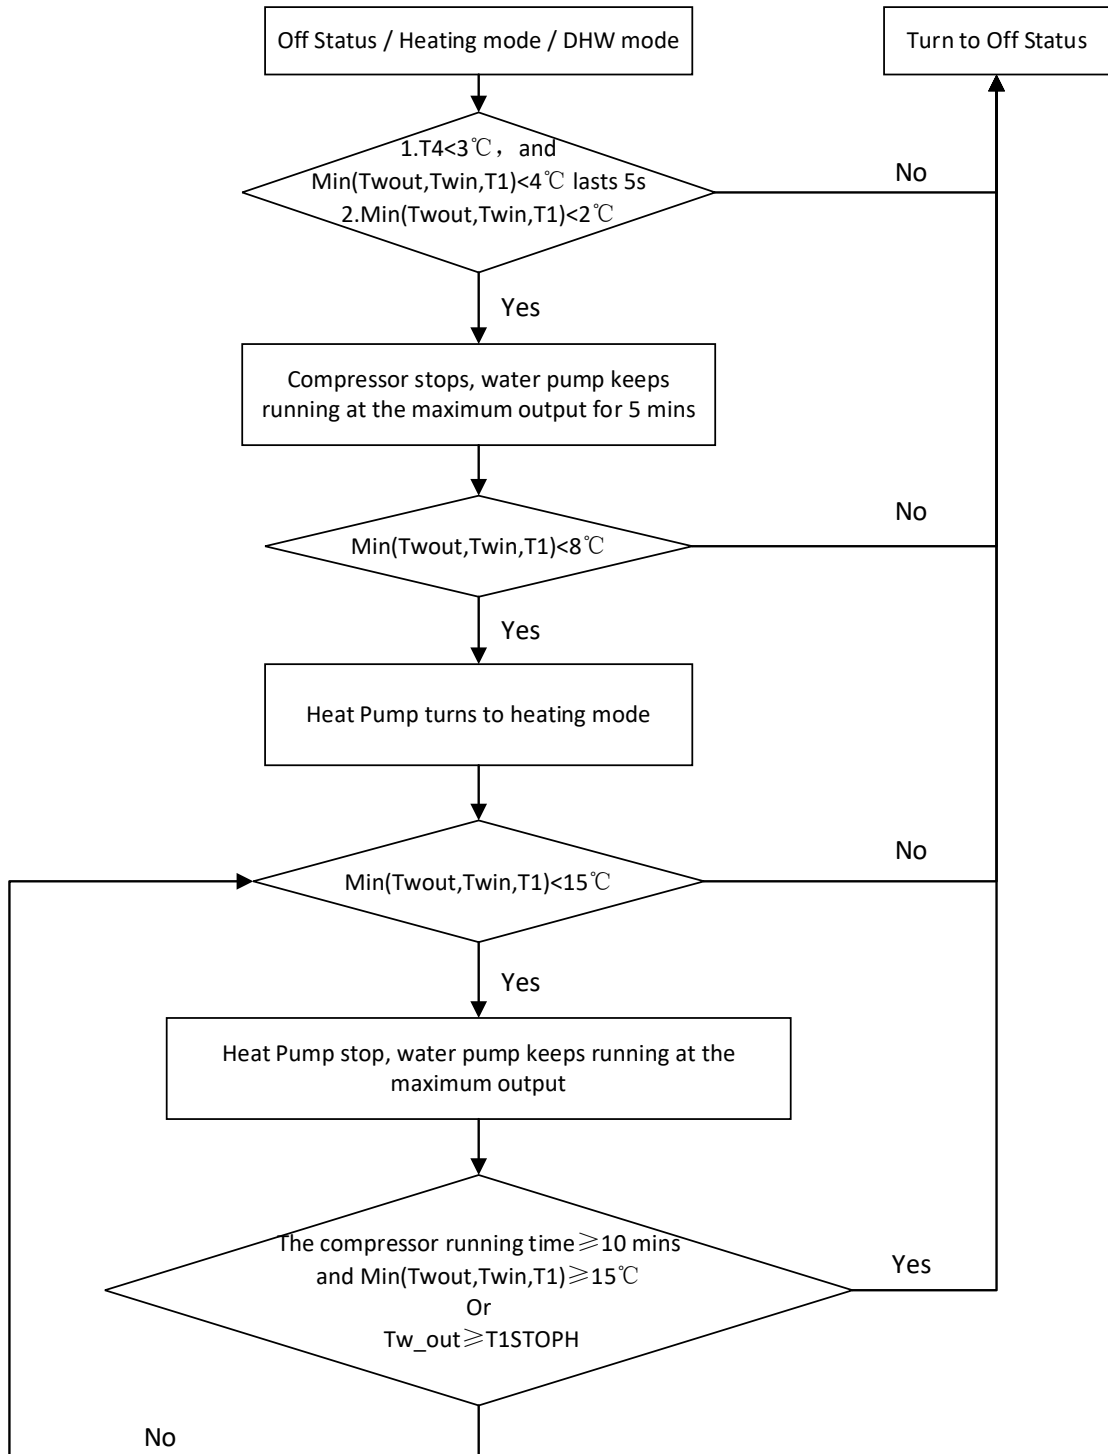 Off Status / Heating mode / DHW mode
Turn to Off Status
1.T4<3℃，and
Min(Twout,Twin,T1)<4℃ lasts 5s
2.Min(Twout,Twin,T1)<2℃
No
Yes
Compressor stops, water pump keeps
running at the maximum output for 5 mins
No
Min(Twout,Twin,T1)<8℃
Yes
Heat Pump turns to heating mode
No
Min(Twout,Twin,T1)<15℃
Yes
Heat Pump stop, water pump keeps running at the
maximum output
The compressor running time≥10 mins
and Min(Twout,Twin,T1)≥15℃
Or
Tw_out≥T1STOPH
Yes
No